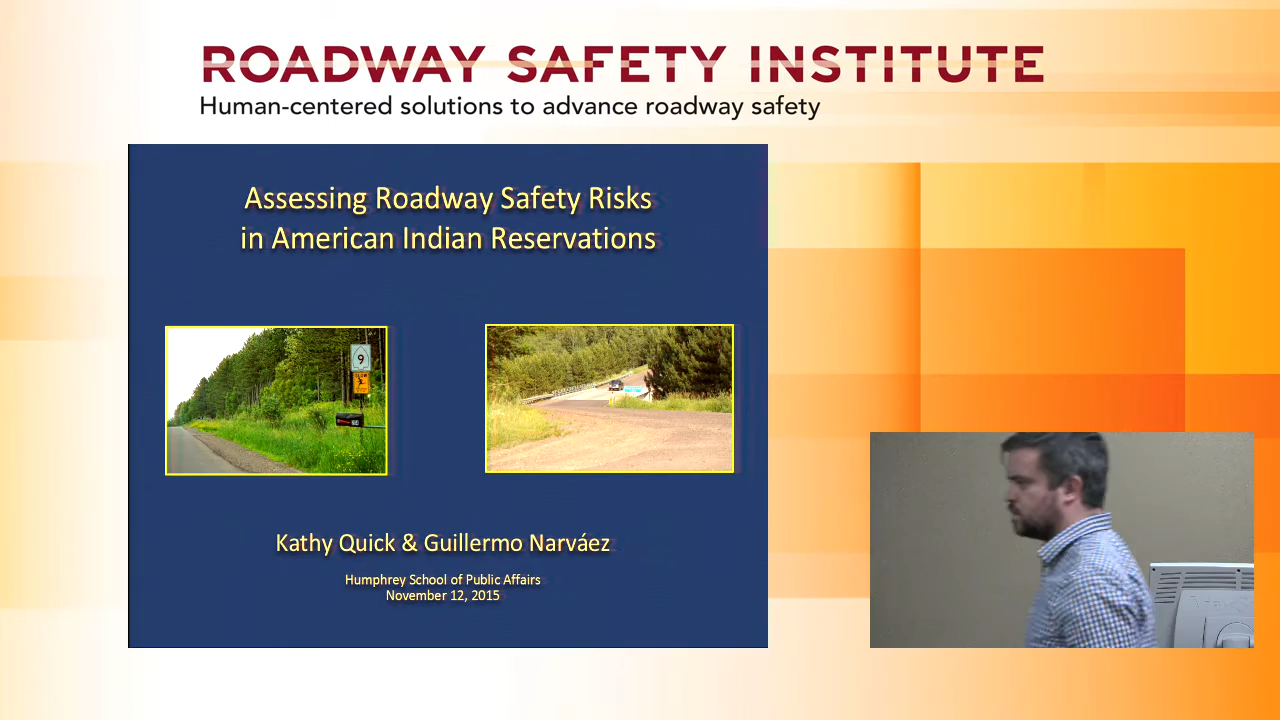 ROADWAY SAFETY INSTITUTE
Human-centered solutions to advance roadway safety
Assessing Roadway Safety Risks
in American Indian Reservations
9
SLOW
Kathy Quick & Guillermo Narváez
Humphrey School of Public Affairs
November 12, 2015